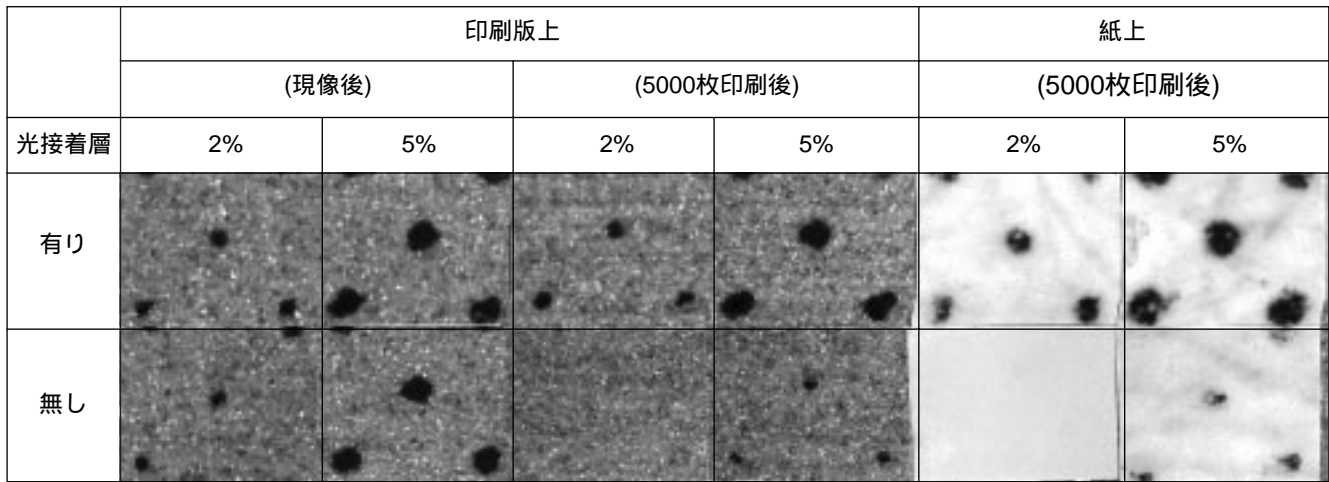 印刷版上 紙上
(現像後) (5000枚印刷後) (5000枚印刷後)
光接着層 2% 5% 2% 5% 2% 5%
有り
無し